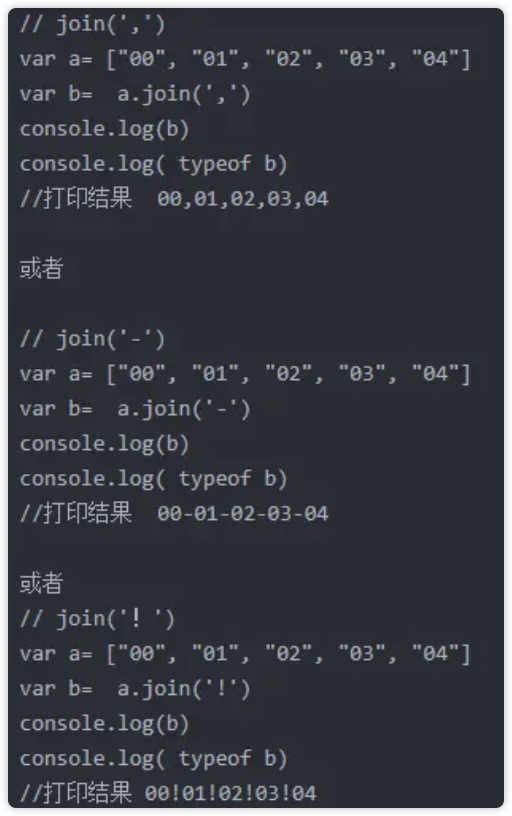 // join(',')
var a= ["00", "01", "02", "03", "04"]
var b=  a.join(',')
console.log(b)
console.log( typeof b)
//打印结果  00,01,02,03,04
或者
// join('-')
var a= ["00", "01", "02", "03", "04"]
var b=  a.join('-')
console.log(b)
console.log( typeof b)
//打印结果  00-01-02-03-04
或者
// join('！')
var a= ["00", "01", "02", "03", "04"]
var b=  a.join('!')
console.log(b)
console.log( typeof b)
//打印结果 00!01!02!03!04